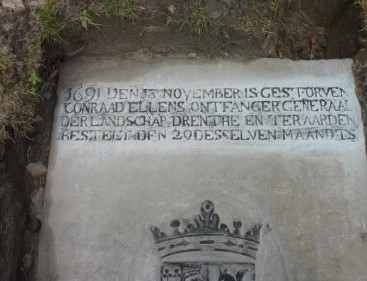 1691 DEN 13 NOVEMBER IS GESTORVEN
CONRAAD ELLENS ONTFANGER GENERAAL
DER LANDSCHAP DRENTHE EN TER AARDEN
BESTELT DEN 29 DESSELVEN MAANDTS